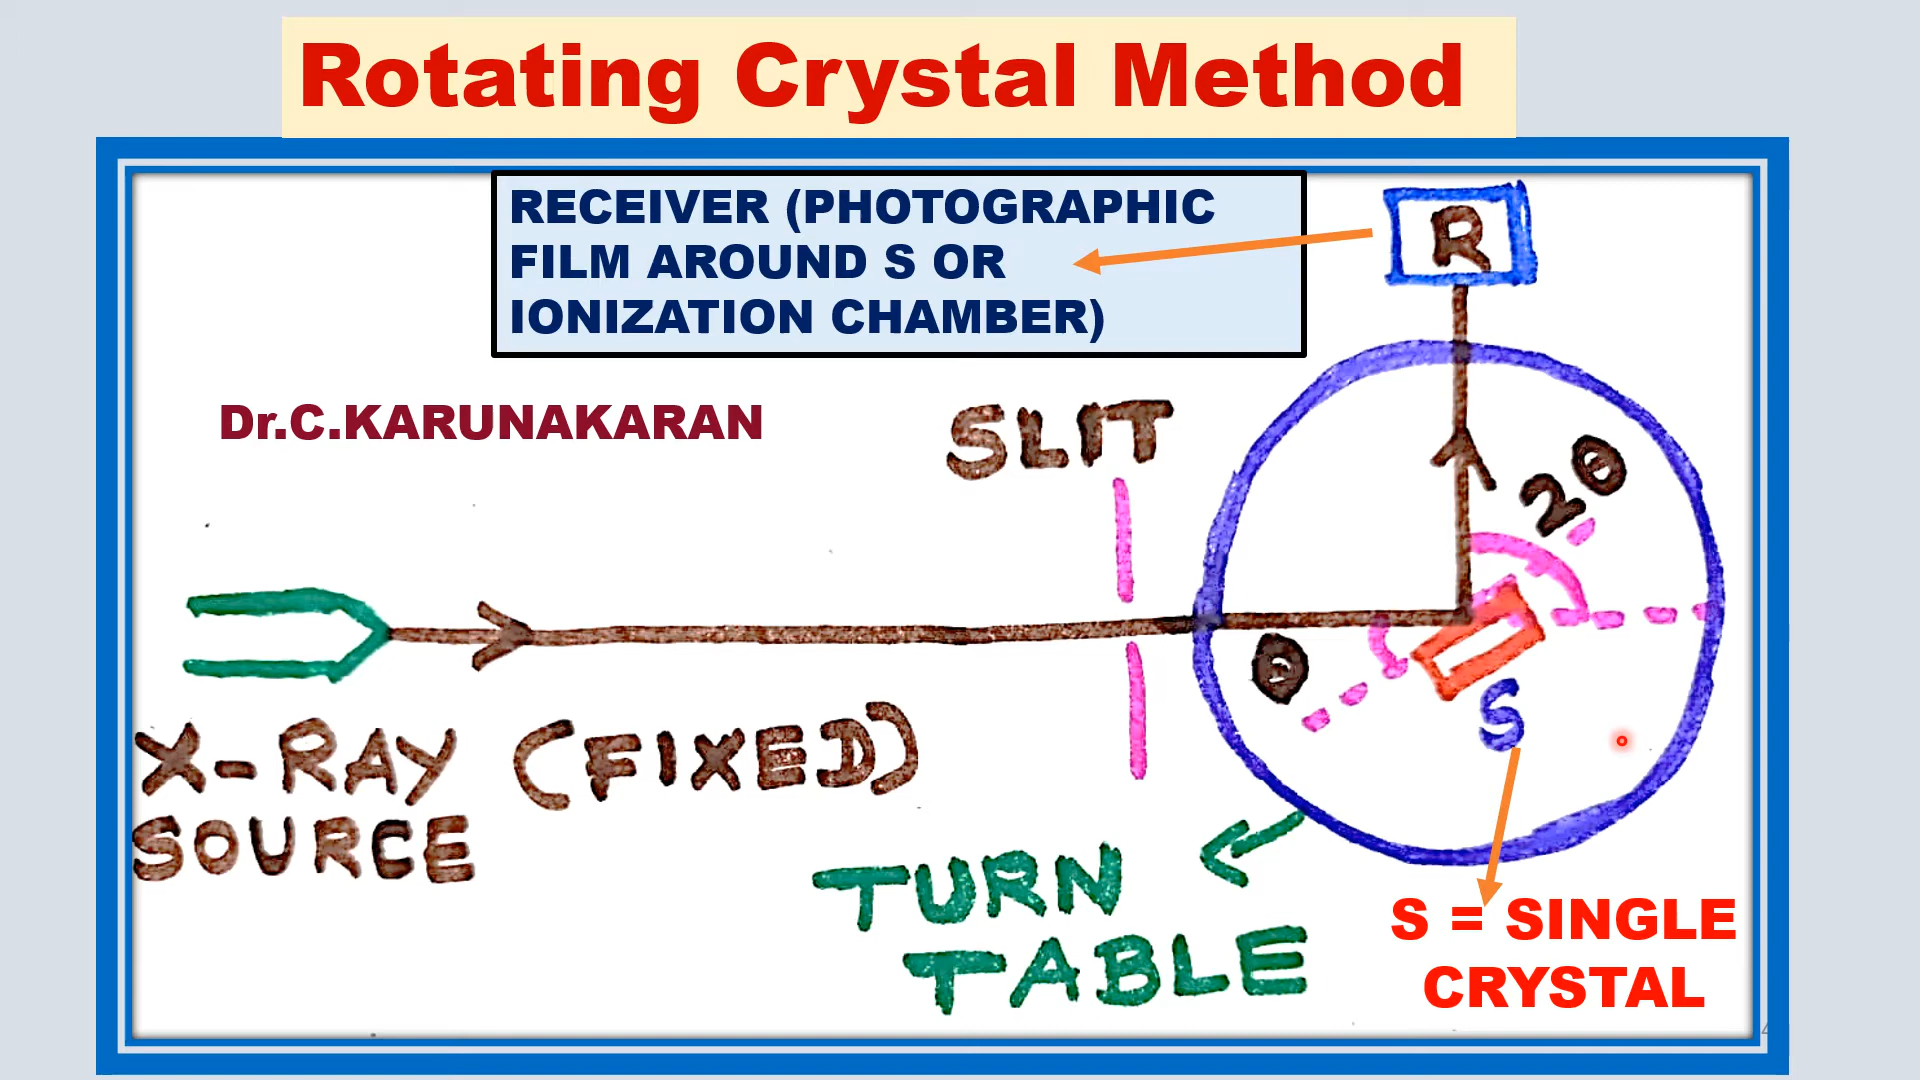 Rotating Crystal Method
RECEIVER (PHOTOGRAPHIC
FILM AROUND S OR
IONIZATION CHAMBER)
R
Dr.C.KARUNAKARAN
SLIT
2θ
θ
S
X-RAY (FIXED)
SOURCE
TURN
TABLE
S = SINGLE
CRYSTAL